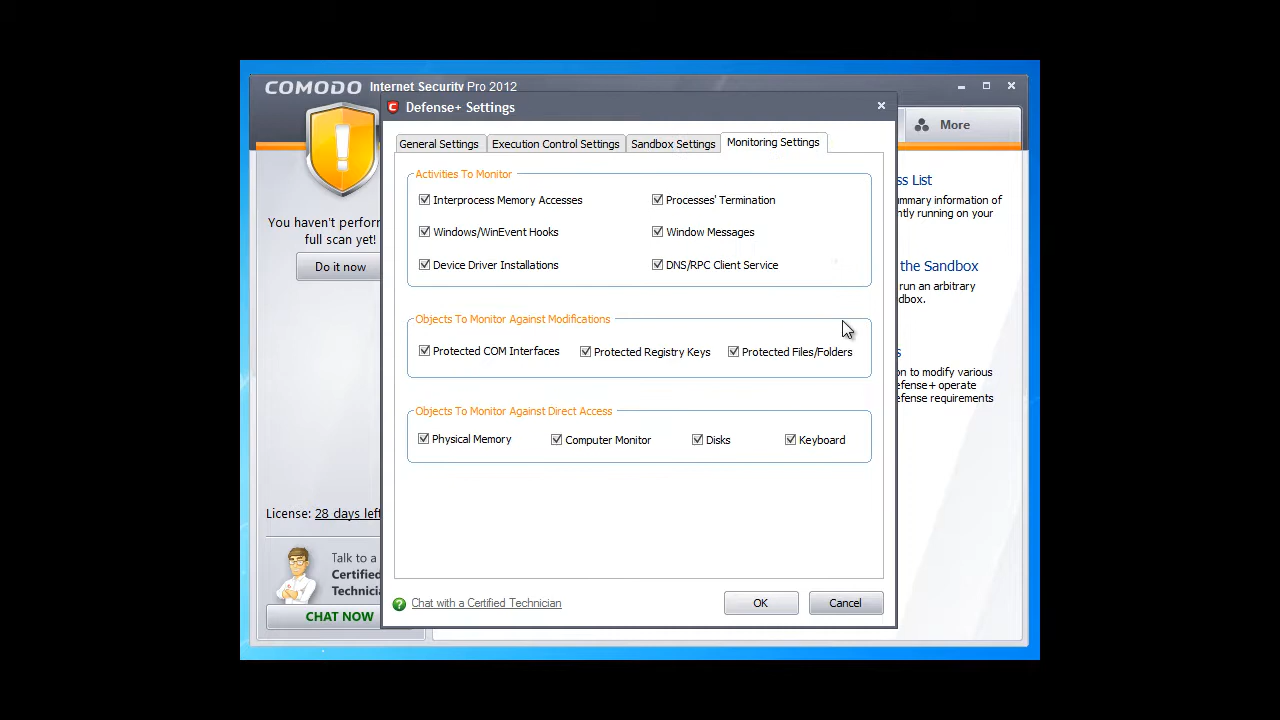 COMODO Internet Security Pro 2012
Defense+ Settings
More
General Settings
Execution Control Settings
Sandbox Settings
Monitoring Settings
Activities To Monitor
Interprocess Memory Accesses
Processes' Termination
Windows/WinEvent Hooks
Window Messages
Device Driver Installations
DNS/RPC Client Service
Objects To Monitor Against Modifications
Protected COM Interfaces
Protected Registry Keys
Protected Files/Folders
Objects To Monitor Against Direct Access
Physical Memory
Computer Monitor
Disks
Keyboard
Chat with a Certified Technician
OK
Cancel
You haven't perform
full scan yet!
Do it now
License: 28 days left
Talk to a
Certified
Technicia
CHAT NOW
ss List
ummary information of
ntly running on your
the Sandbox
run an arbitrary
dbox.
s
on to modify various
efense+ operate
efense requirements